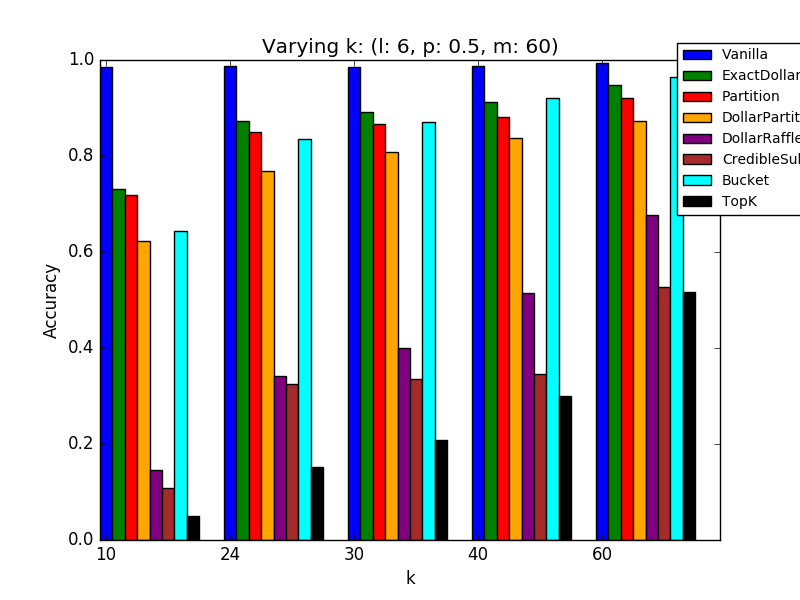 Varying k: (l: 6, p: 0.5, m: 60)
1.0
0.8
0.6
0.4
0.2
0.0
Accuracy
10 24 30 40 60
k
Vanilla
ExactDollar
Partition
DollarPartit
DollarRaffle
CredibleSu
Bucket
TopK